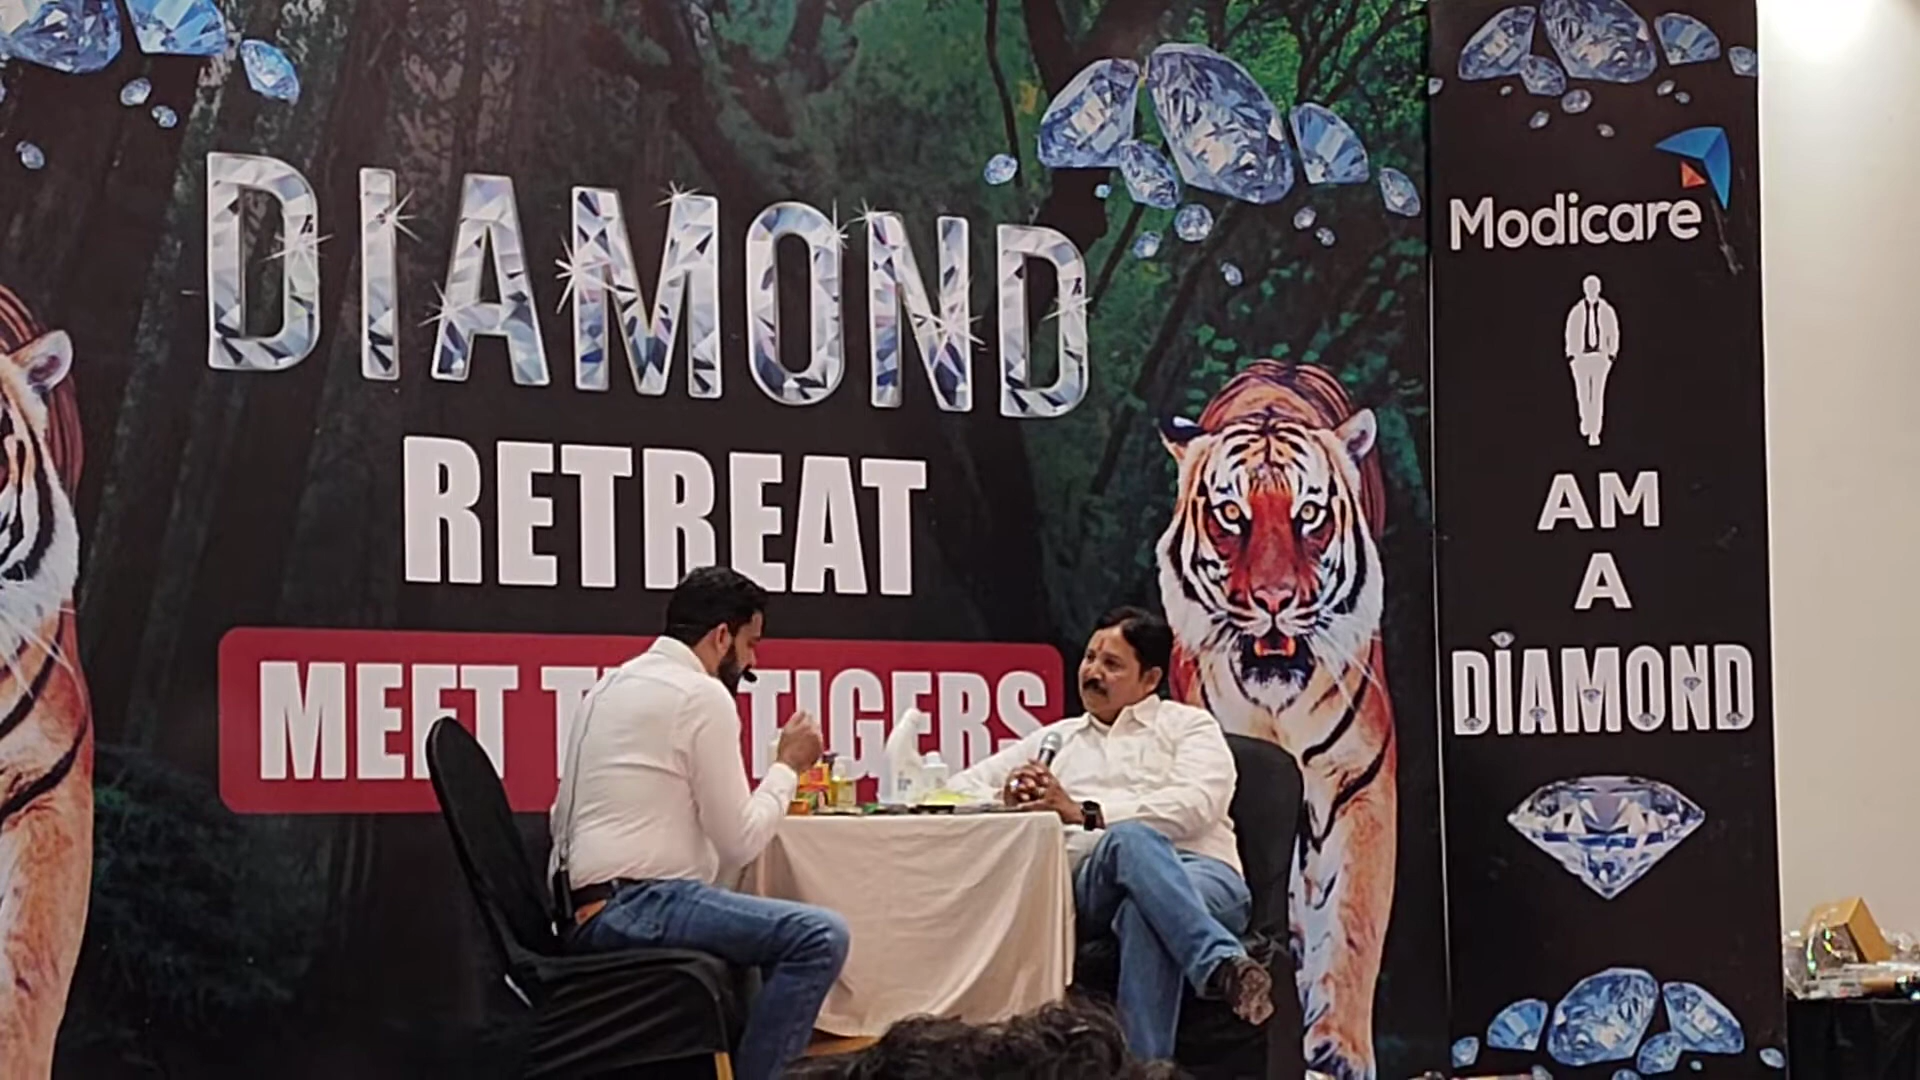 DIAMOND
RETREAT
MEET TIGERS
Modicare
AM
A
DIAMOND